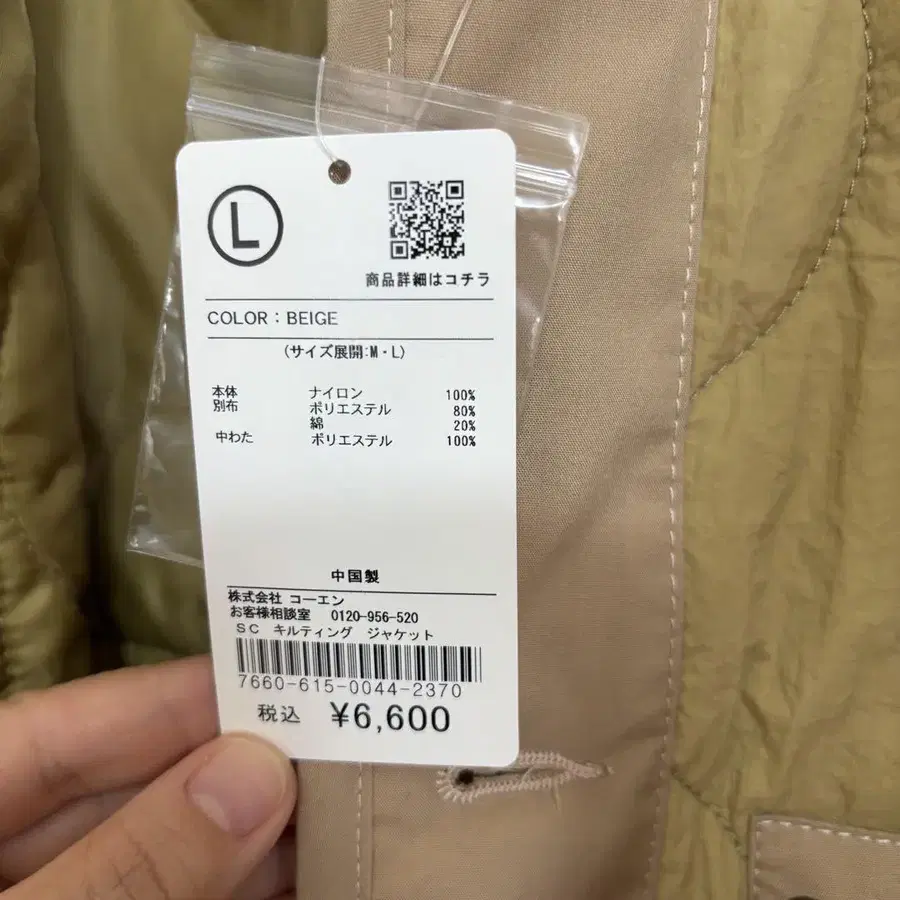 L
商品詳細はコチラ
COLOR：BEIGE
(サイズ展開:M・L)
本体 ナイロン 100%
別布 ポリエステル 80%
綿 20%
中わた ポリエステル 100%
中国製
株式会社 コーエン
お客様相談室 0120-956-520
SC キルティング ジャケット
7660-615-0044-2370
税込 ¥6,600